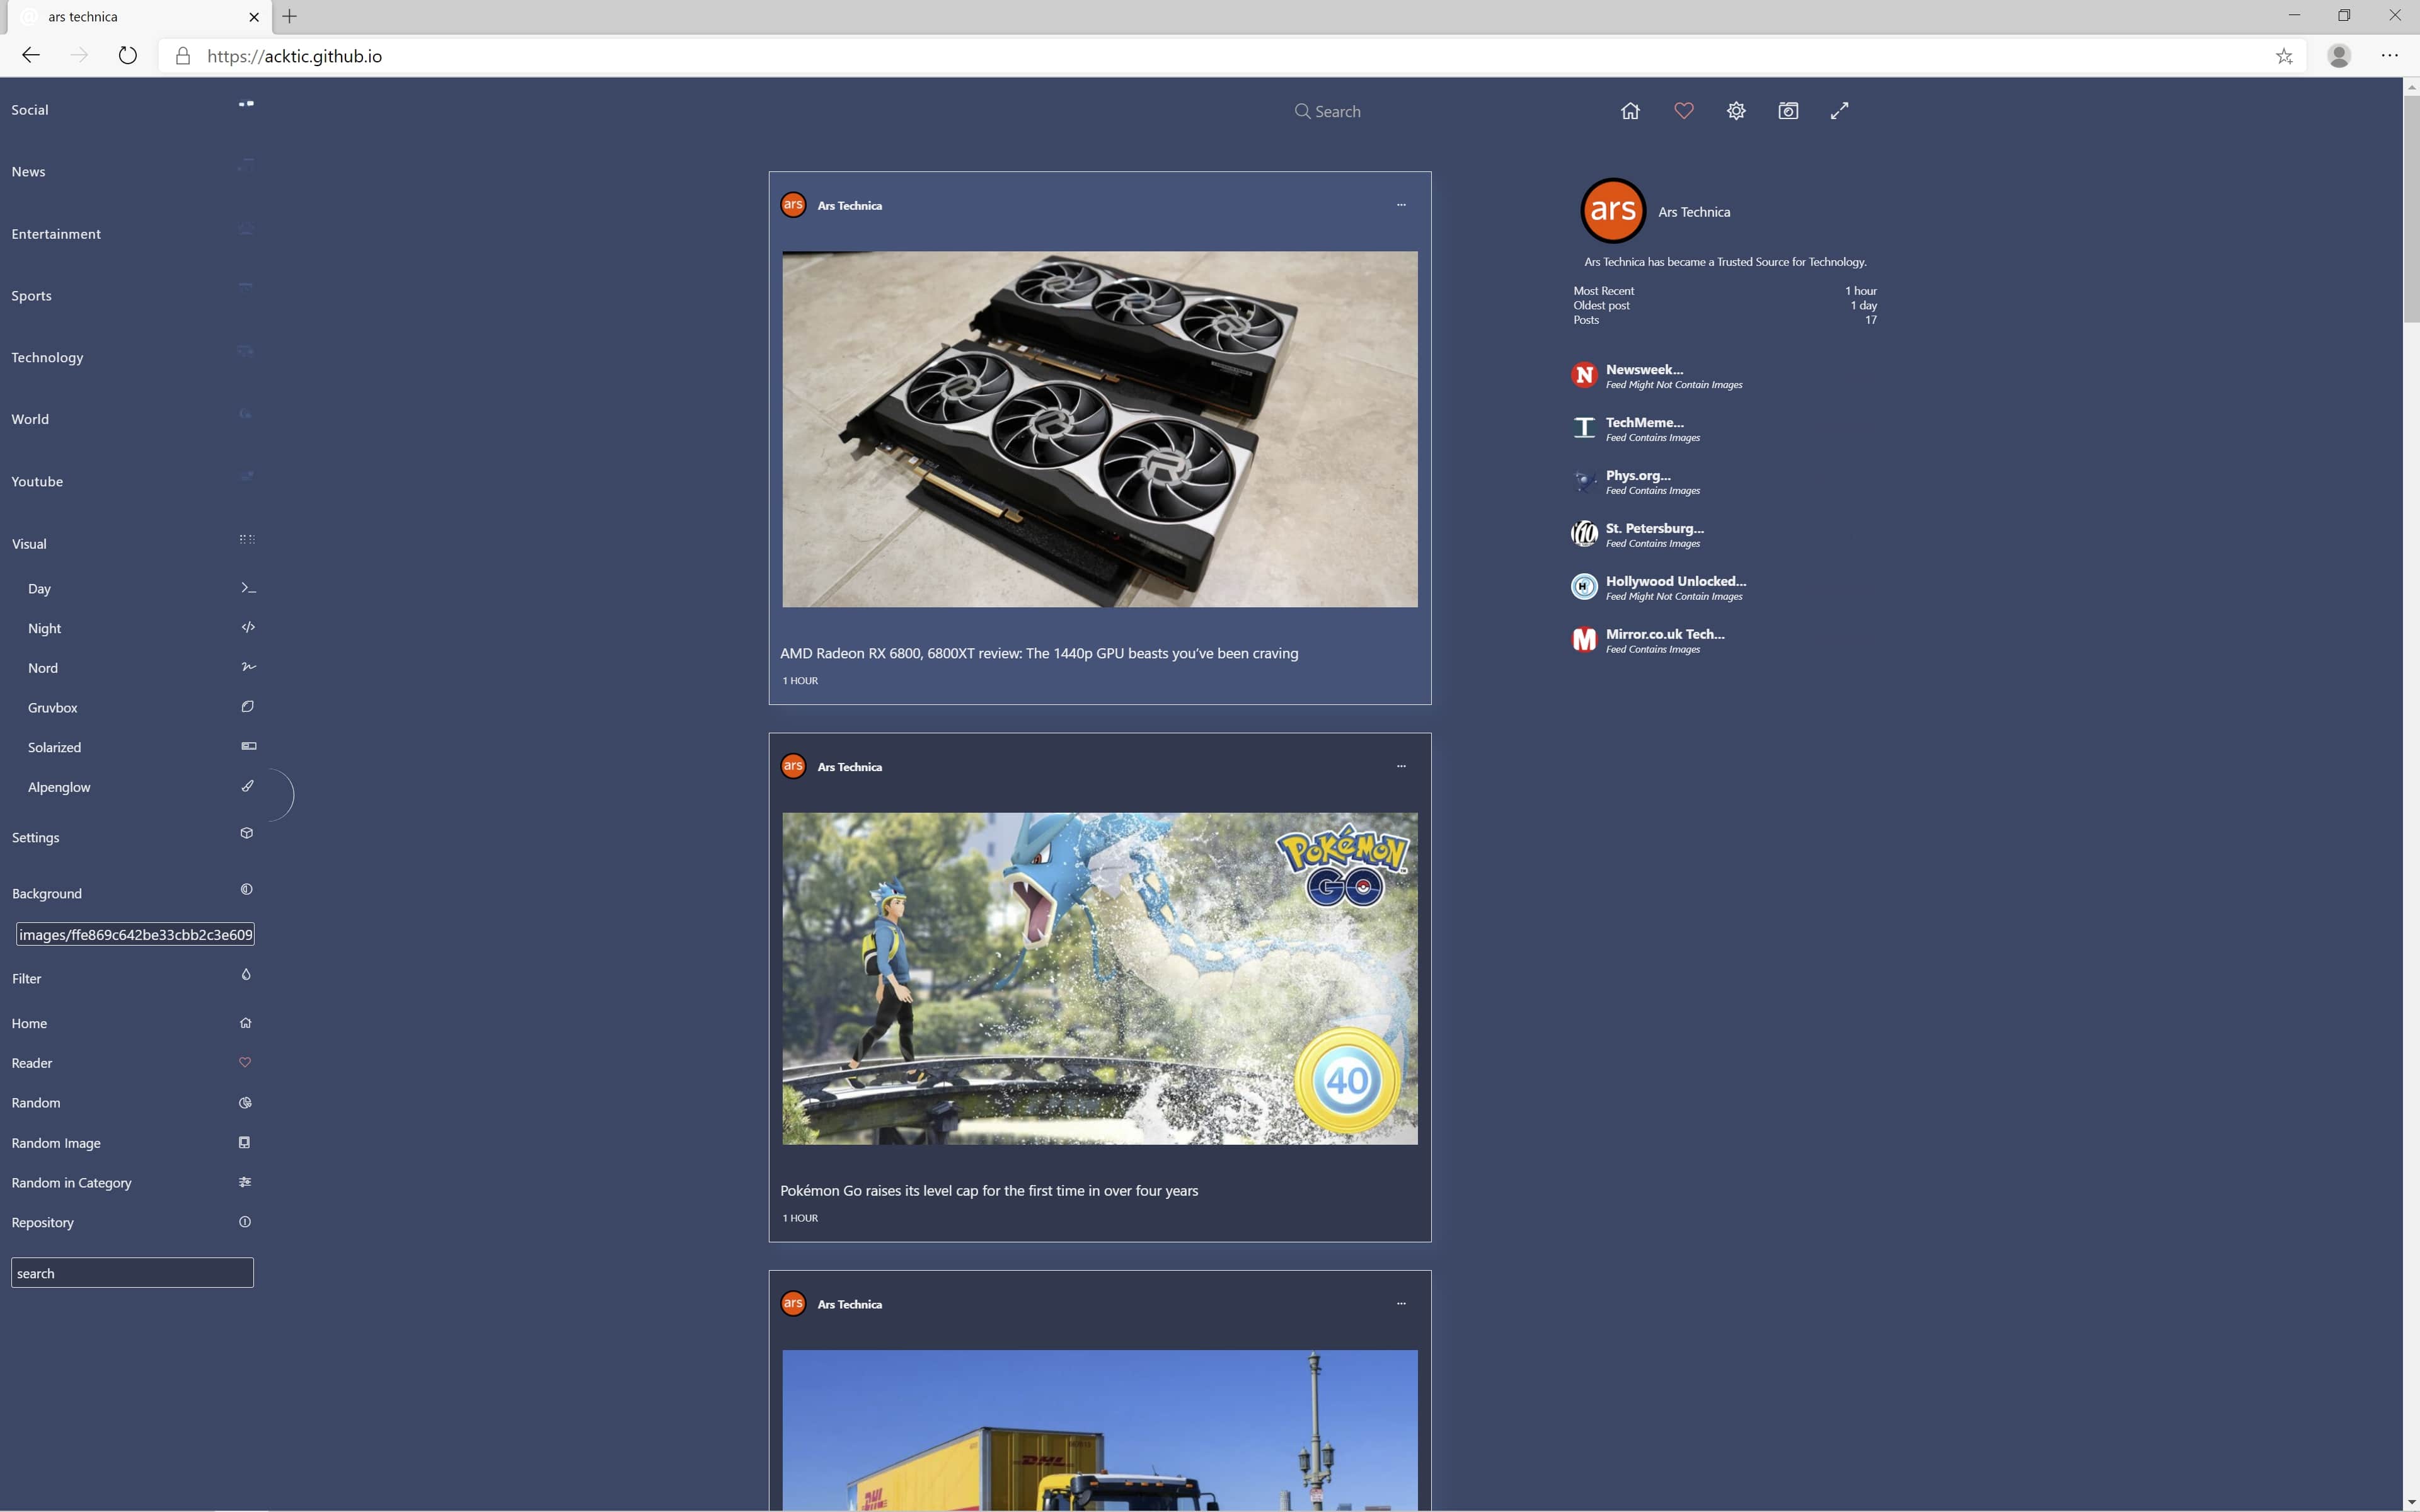 ars technica
https://acktic.github.io
Social
News
Entertainment
Sports
Technology
World
Youtube
Visual
Day
Night
Nord
Gruvbox
Solarized
Alpenglow
Settings
Background
images/ffe869c642be33cbb2c3e609
Filter
Home
Reader
Random
Random Image
Random in Category
Repository
search
Search
ars Ars Technica
AMD Radeon RX 6800, 6800XT review: The 1440p GPU beasts you've been craving
1 HOUR
ars Ars Technica
POKÉMON
GO
40
Pokémon Go raises its level cap for the first time in over four years
1 HOUR
ars Ars Technica
DHL
DHL
ars Ars Technica
Ars Technica has became a Trusted Source for Technology.
Most Recent 1 hour
Oldest post 1 day
Posts 17
N Newsweek...
Feed Might Not Contain Images
T TechMeme...
Feed Contains Images
Phys.org...
Feed Contains Images
St. Petersburg...
Feed Contains Images
H Hollywood Unlocked...
Feed Might Not Contain Images
M Mirror.co.uk Tech...
Feed Contains Images